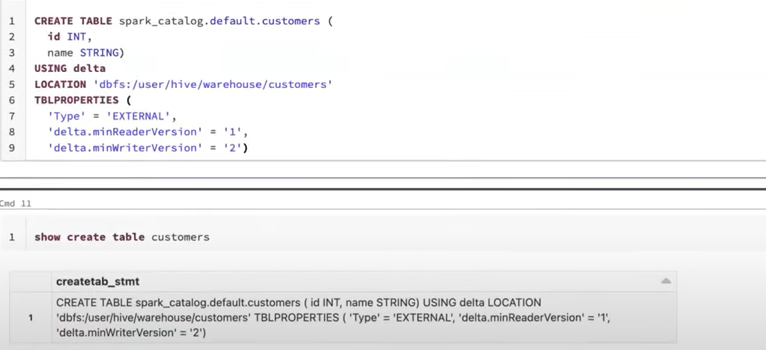 1 CREATE TABLE spark_catalog.default.customers (
2 id INT,
3 name STRING)
4 USING delta
5 LOCATION 'dbfs:/user/hive/warehouse/customers'
6 TBLPROPERTIES (
7 'Type' = 'EXTERNAL',
8 'delta.minReaderVersion' = '1',
9 'delta.minWriterVersion' = '2')
Cmd 11
1 show create table customers
createtab_stmt
CREATE TABLE spark_catalog.default.customers ( id INT, name STRING) USING delta LOCATION
1 'dbfs:/user/hive/warehouse/customers' TBLPROPERTIES ( 'Type' = 'EXTERNAL', 'delta.minReaderVersion' = '1',
'delta.minWriterVersion' = '2')